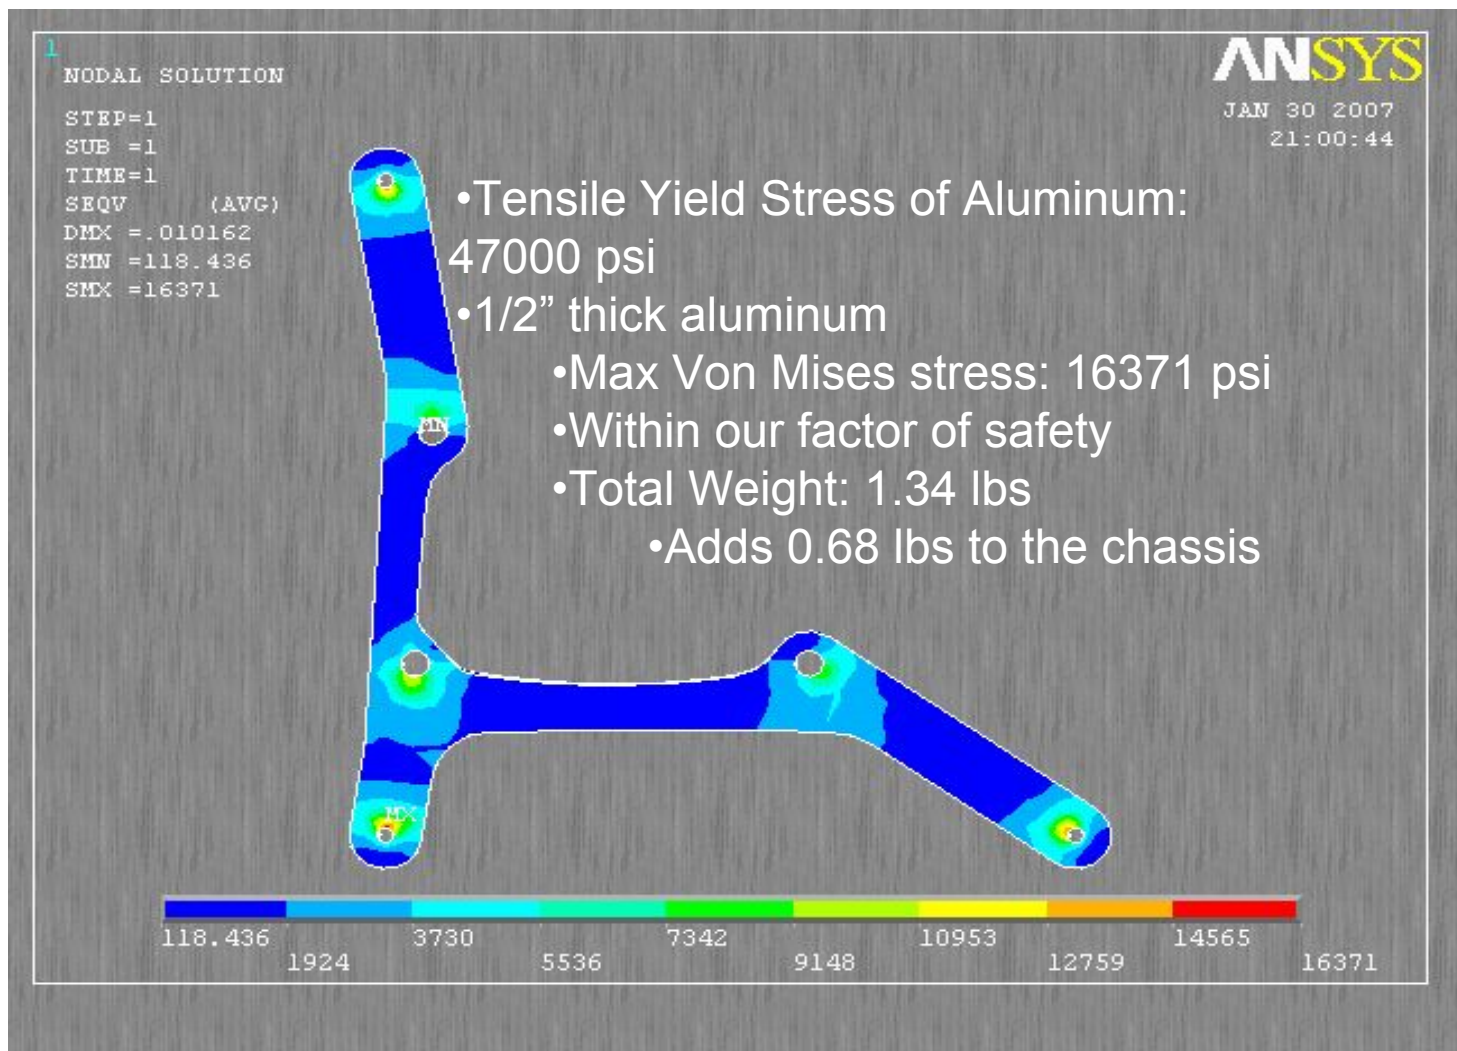 1
ANSYS
NODAL SOLUTION
JAN 30 2007
21:00:44
STEP=1
SUB =1
TIME=1
SEQV (AVG)
DMX =.010162
SMN =118.436
SMX =16371
•Tensile Yield Stress of Aluminum:
47000 psi
•1/2” thick aluminum
•Max Von Mises stress: 16371 psi
•Within our factor of safety
•Total Weight: 1.34 lbs
•Adds 0.68 lbs to the chassis
MN
MX
118.436 3730 7342 10953 14565
1924 5536 9148 12759 16371